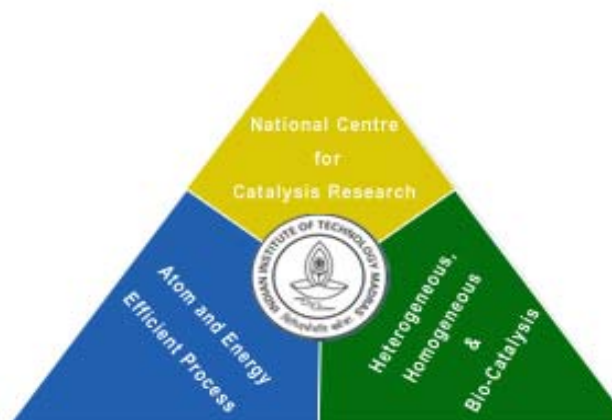 National Centre
for
Catalysis Research
INDIAN INSTITUTE OF TECHNOLOGY MADRAS
Atom and Energy
Efficient Process
Heterogeneous,
Homogeneous
&
Bio-Catalysis